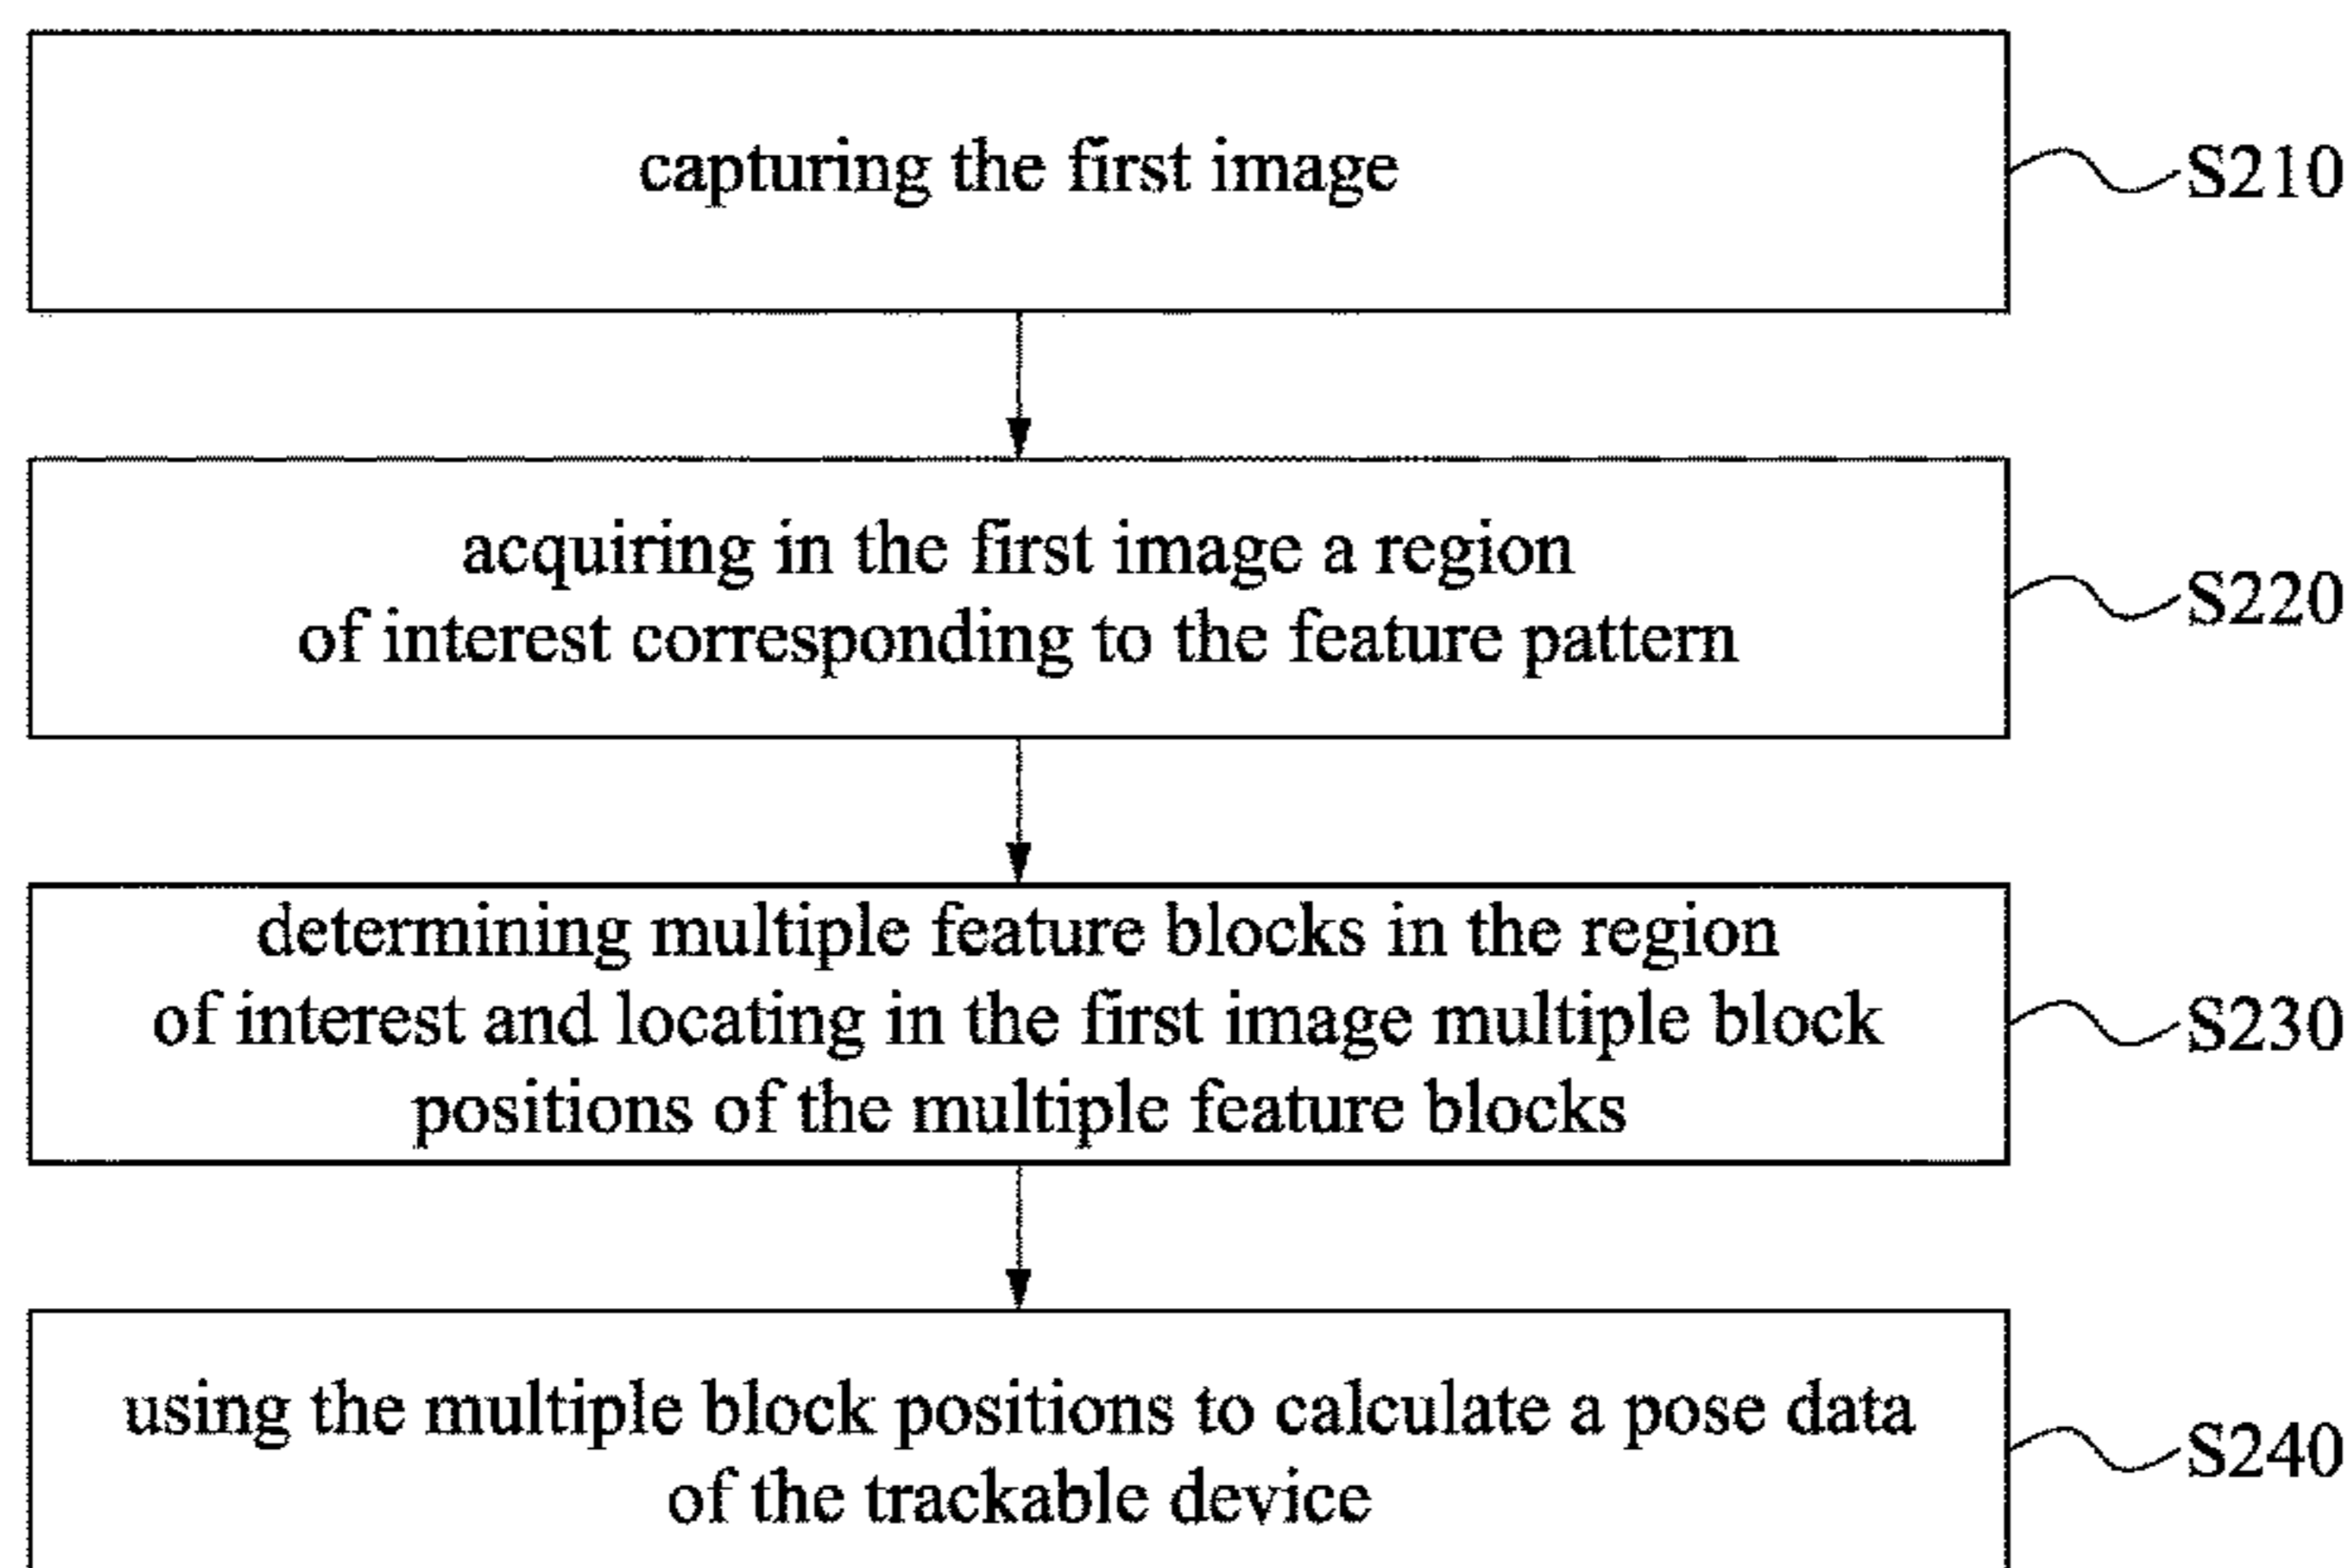 capturing the first image
S210
acquiring in the first image a region
of interest corresponding to the feature pattern
S220
determining multiple feature blocks in the region
of interest and locating in the first image multiple block
positions of the multiple feature blocks
S230
using the multiple block positions to calculate a pose data
of the trackable device
S240